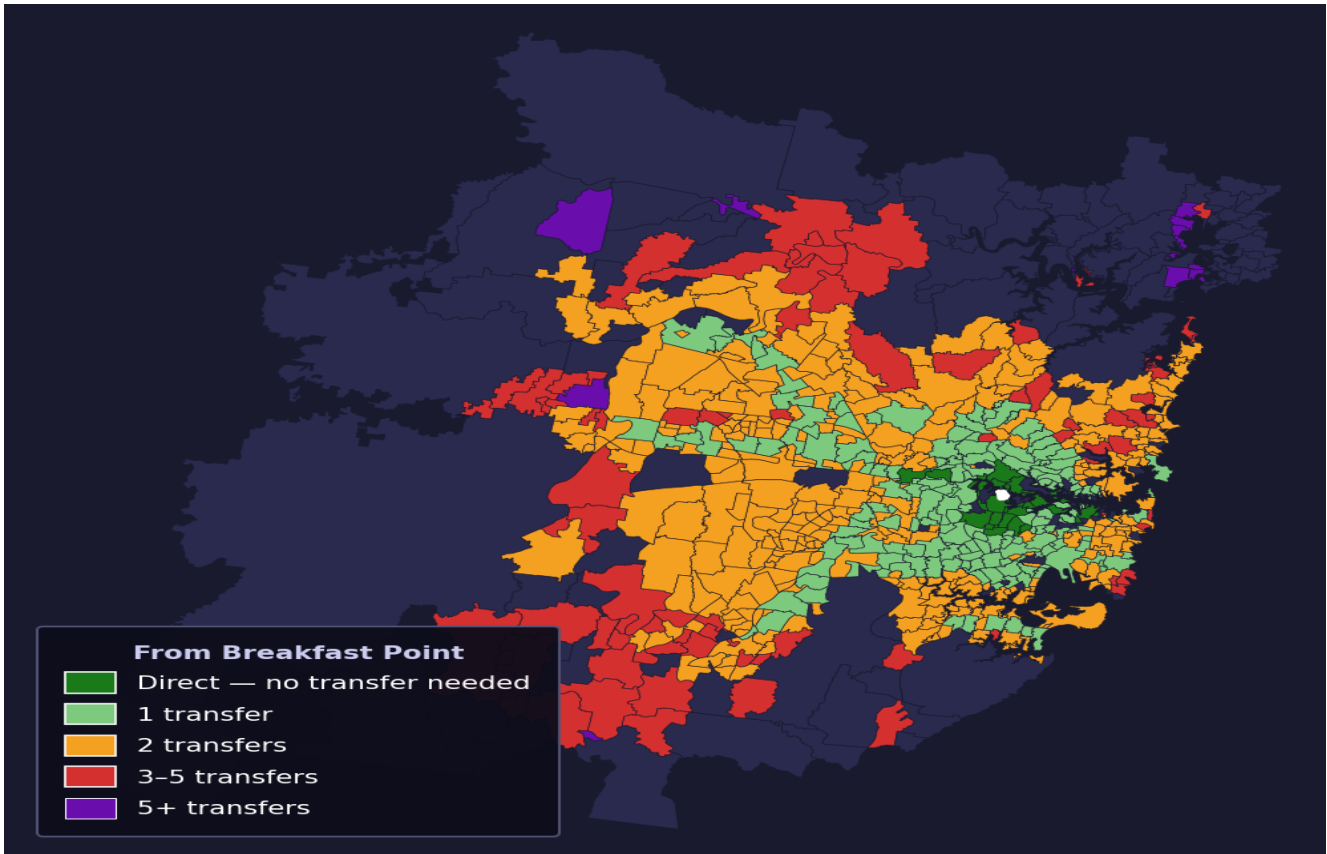 From Breakfast Point
Direct — no transfer needed
1 transfer
2 transfers
3–5 transfers
5+ transfers